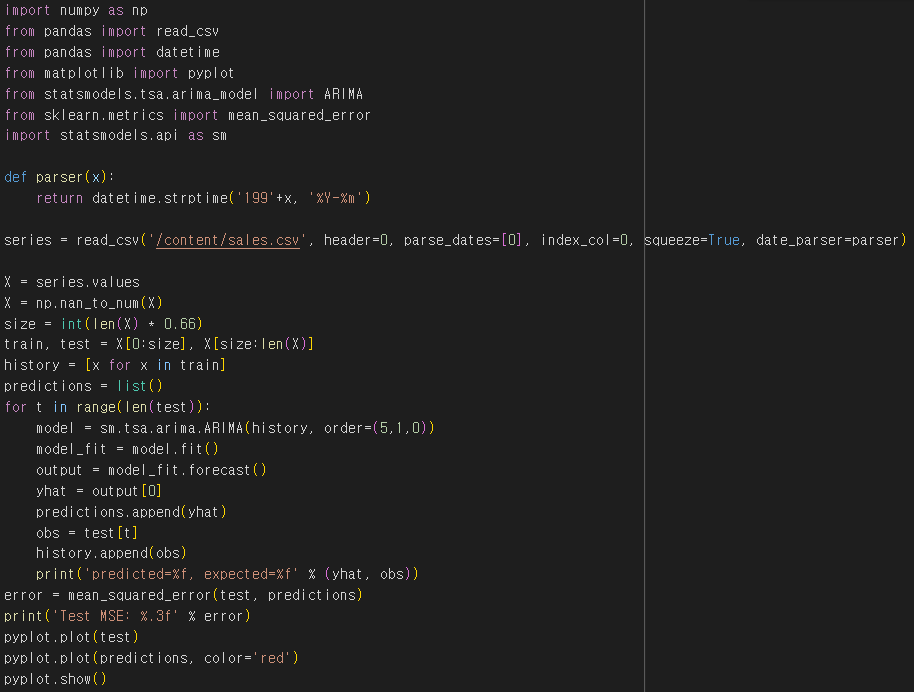 import numpy as np
from pandas import read_csv
from pandas import datetime
from matplotlib import pyplot
from statsmodels.tsa.arima_model import ARIMA
from sklearn.metrics import mean_squared_error
import statsmodels.api as sm
def parser(x):
    return datetime.strptime('199'+x, '%Y-%m')
series = read_csv('/content/sales.csv', header=0, parse_dates=[0], index_col=0, squeeze=True, date_parser=parser)
X = series.values
X = np.nan_to_num(X)
size = int(len(X) * 0.66)
train, test = X[0:size], X[size:len(X)]
history = [x for x in train]
predictions = list()
for t in range(len(test)):
    model = sm.tsa.arima.ARIMA(history, order=(5,1,0))
    model_fit = model.fit()
    output = model_fit.forecast()
    yhat = output[0]
    predictions.append(yhat)
    obs = test[t]
    history.append(obs)
    print('predicted=%f, expected=%f' % (yhat, obs))
error = mean_squared_error(test, predictions)
print('Test MSE: %.3f' % error)
pyplot.plot(test)
pyplot.plot(predictions, color='red')
pyplot.show()